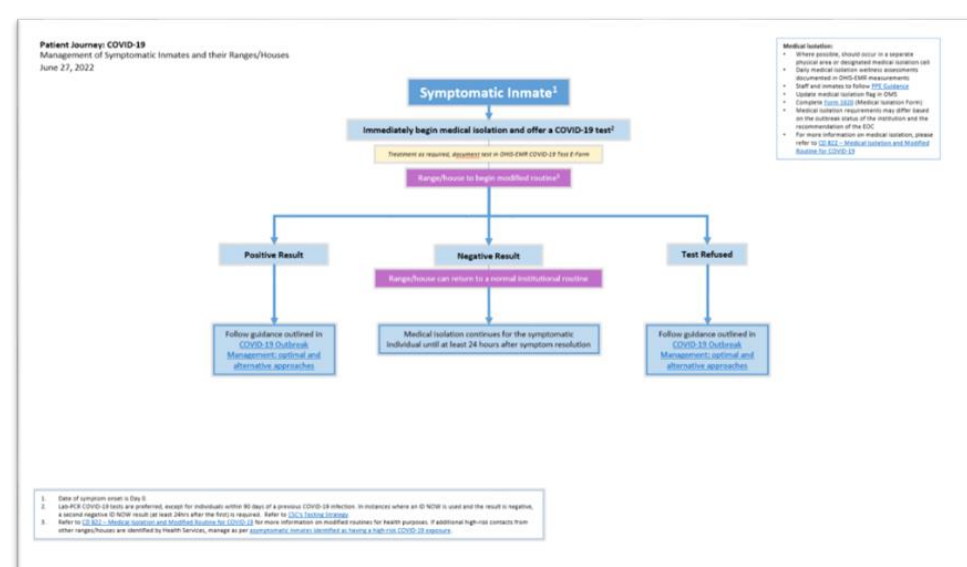 Patient Journey: COVID-19
Management of Symptomatic Inmates and their Ranges/Houses
June 27, 2022
Medical Isolation:
• Where possible, should occur in a separate
physical area or designated medical isolation cell
• Daily medical isolation wellness assessments
documented in OHIS-EMR measurements
• Staff and inmates to follow PPE Guidance
• Update medical isolation flag in OMS
• Complete Form 1620 (Medical Isolation Form)
• Medical isolation requirements may differ based
on the outbreak status of the institution and the
recommendation of the EOC
• For more information on medical isolation, please
refer to CD 822 – Medical Isolation and Modified
Routine for COVID-19
Symptomatic Inmate1
Immediately begin medical isolation and offer a COVID-19 test2
Treatment as required, document test in OHIS-EMR COVID-19 Test E-Form
Range/house to begin modified routine3
Positive Result
Negative Result
Test Refused
Range/house can return to a normal institutional routine
Follow guidance outlined in
COVID-19 Outbreak
Management: optimal and
alternative approaches
Medical Isolation continues for the symptomatic
individual until at least 24 hours after symptom resolution
Follow guidance outlined in
COVID-19 Outbreak
Management: optimal and
alternative approaches
1. Date of symptom onset is Day 0.
2. Lab-PCR COVID-19 tests are preferred, except for individuals within 90 days of a previous COVID-19 infection. In instances where an ID NOW is used and the result is negative,
a second negative ID NOW result (at least 24hrs after the first) is required. Refer to CSC's Testing Strategy
3. Refer to CD 822 – Medical Isolation and Modified Routine for COVID-19 for more information on modified routines for health purposes. If additional high-risk contacts from
other ranges/houses are identified by Health Services, manage as per asymptomatic inmates identified as having a high-risk COVID-19 exposure.